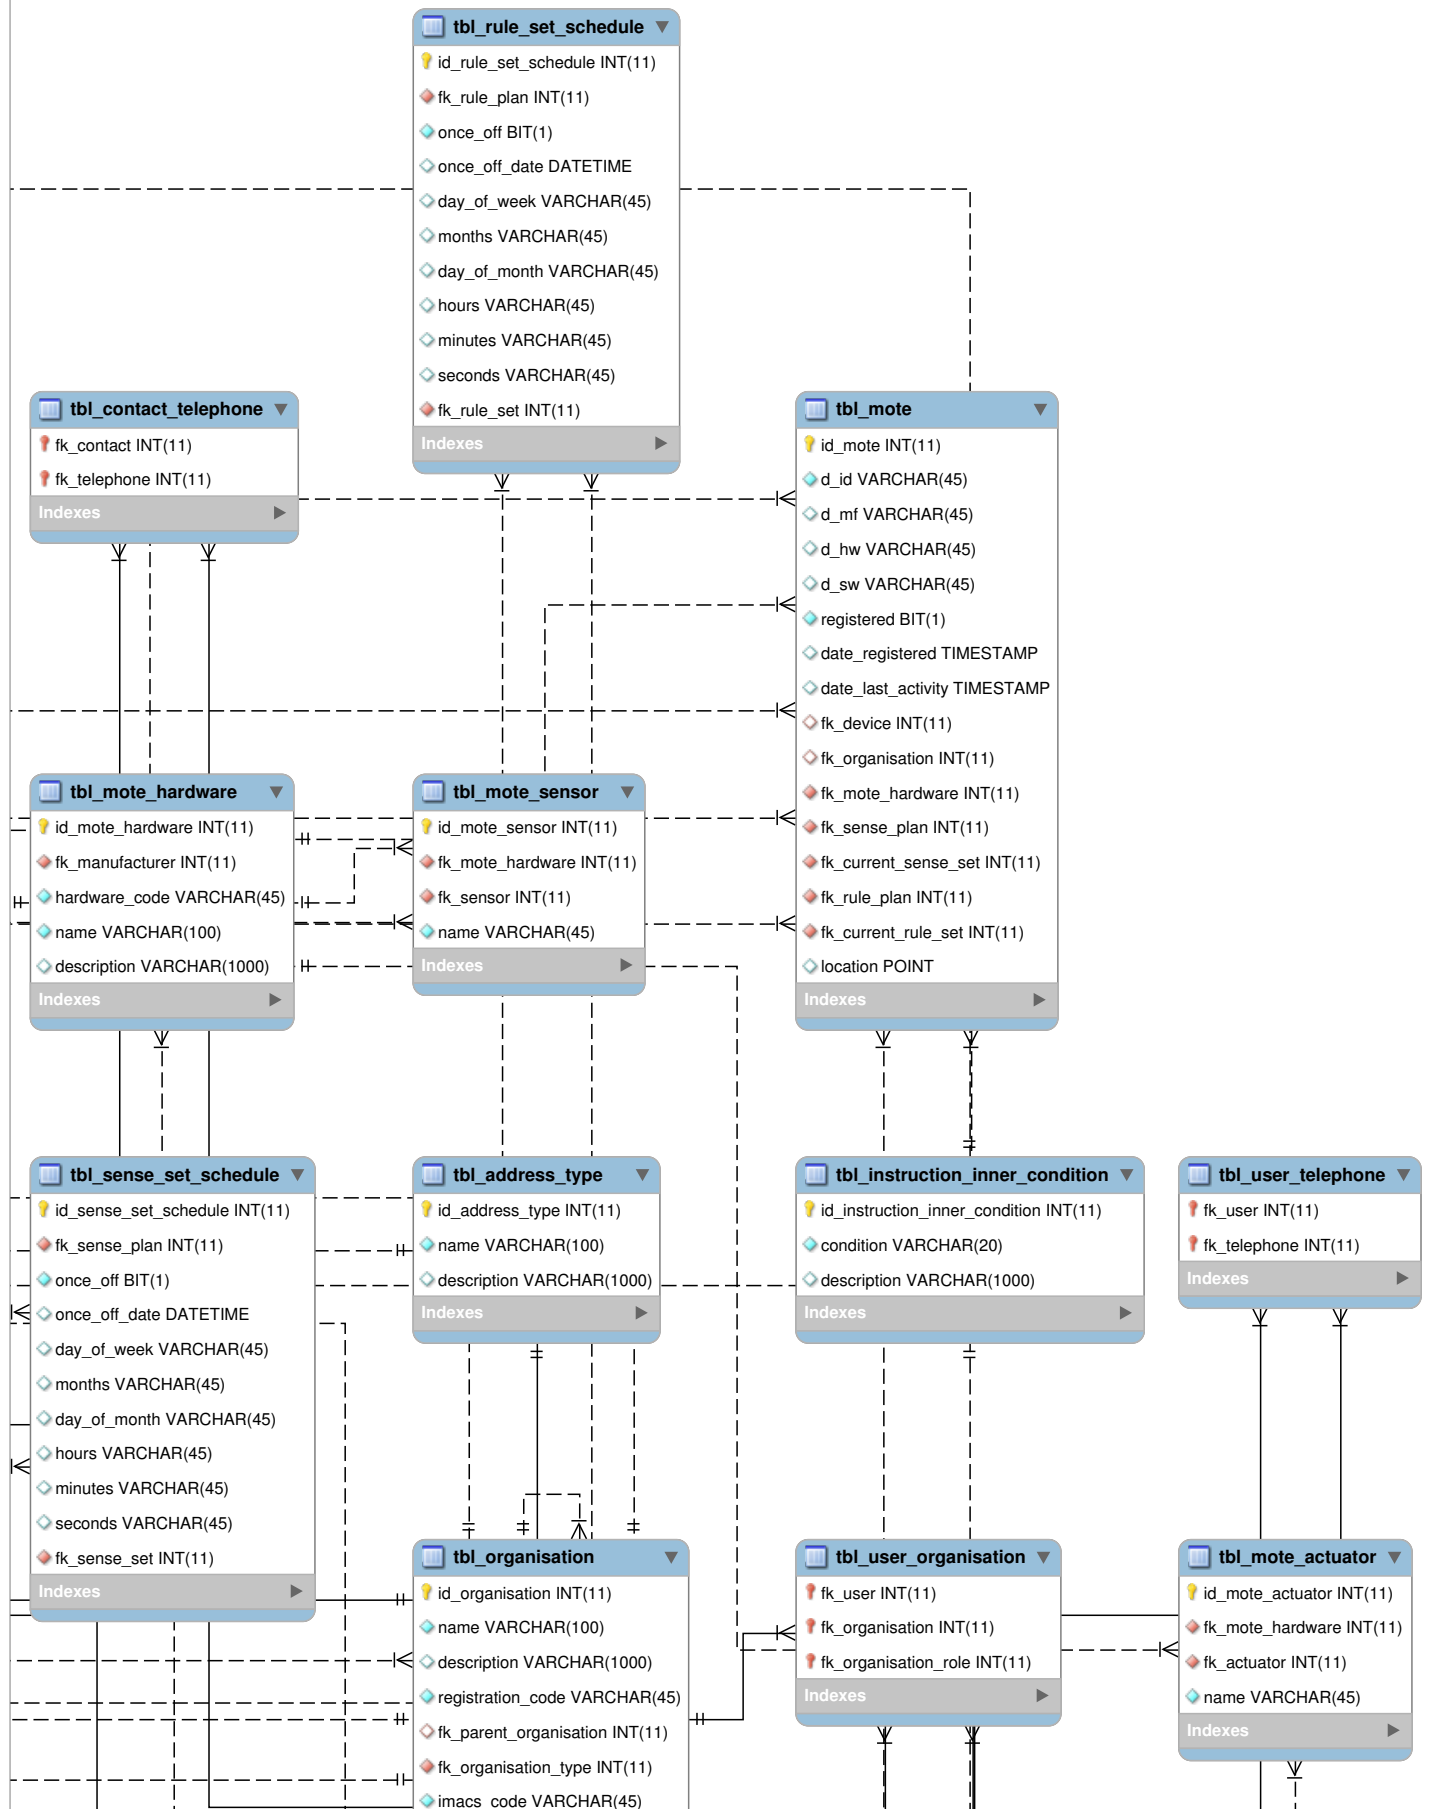 tbl_rule_set_schedule
id_rule_set_schedule INT(11)
fk_rule_plan INT(11)
once_off BIT(1)
once_off_date DATETIME
day_of_week VARCHAR(45)
months VARCHAR(45)
day_of_month VARCHAR(45)
hours VARCHAR(45)
minutes VARCHAR(45)
seconds VARCHAR(45)
fk_rule_set INT(11)
Indexes
tbl_contact_telephone
fk_contact INT(11)
fk_telephone INT(11)
Indexes
tbl_mote
id_mote INT(11)
d_id VARCHAR(45)
d_mf VARCHAR(45)
d_hw VARCHAR(45)
d_sw VARCHAR(45)
registered BIT(1)
date_registered TIMESTAMP
date_last_activity TIMESTAMP
fk_device INT(11)
fk_organisation INT(11)
fk_mote_hardware INT(11)
fk_sense_plan INT(11)
fk_current_sense_set INT(11)
fk_rule_plan INT(11)
fk_current_rule_set INT(11)
location POINT
Indexes
tbl_mote_hardware
id_mote_hardware INT(11)
fk_manufacturer INT(11)
hardware_code VARCHAR(45)
name VARCHAR(100)
description VARCHAR(1000)
Indexes
tbl_mote_sensor
id_mote_sensor INT(11)
fk_mote_hardware INT(11)
fk_sensor INT(11)
name VARCHAR(45)
Indexes
tbl_sense_set_schedule
id_sense_set_schedule INT(11)
fk_sense_plan INT(11)
once_off BIT(1)
once_off_date DATETIME
day_of_week VARCHAR(45)
months VARCHAR(45)
day_of_month VARCHAR(45)
hours VARCHAR(45)
minutes VARCHAR(45)
seconds VARCHAR(45)
fk_sense_set INT(11)
Indexes
tbl_address_type
id_address_type INT(11)
name VARCHAR(100)
description VARCHAR(1000)
Indexes
tbl_instruction_inner_condition
id_instruction_inner_condition INT(11)
condition VARCHAR(20)
description VARCHAR(1000)
Indexes
tbl_user_telephone
fk_user INT(11)
fk_telephone INT(11)
Indexes
tbl_organisation
id_organisation INT(11)
name VARCHAR(100)
description VARCHAR(1000)
registration_code VARCHAR(45)
fk_parent_organisation INT(11)
fk_organisation_type INT(11)
imacs_code VARCHAR(45)
tbl_user_organisation
fk_user INT(11)
fk_organisation INT(11)
fk_organisation_role INT(11)
Indexes
tbl_mote_actuator
id_mote_actuator INT(11)
fk_mote_hardware INT(11)
fk_actuator INT(11)
name VARCHAR(45)
Indexes